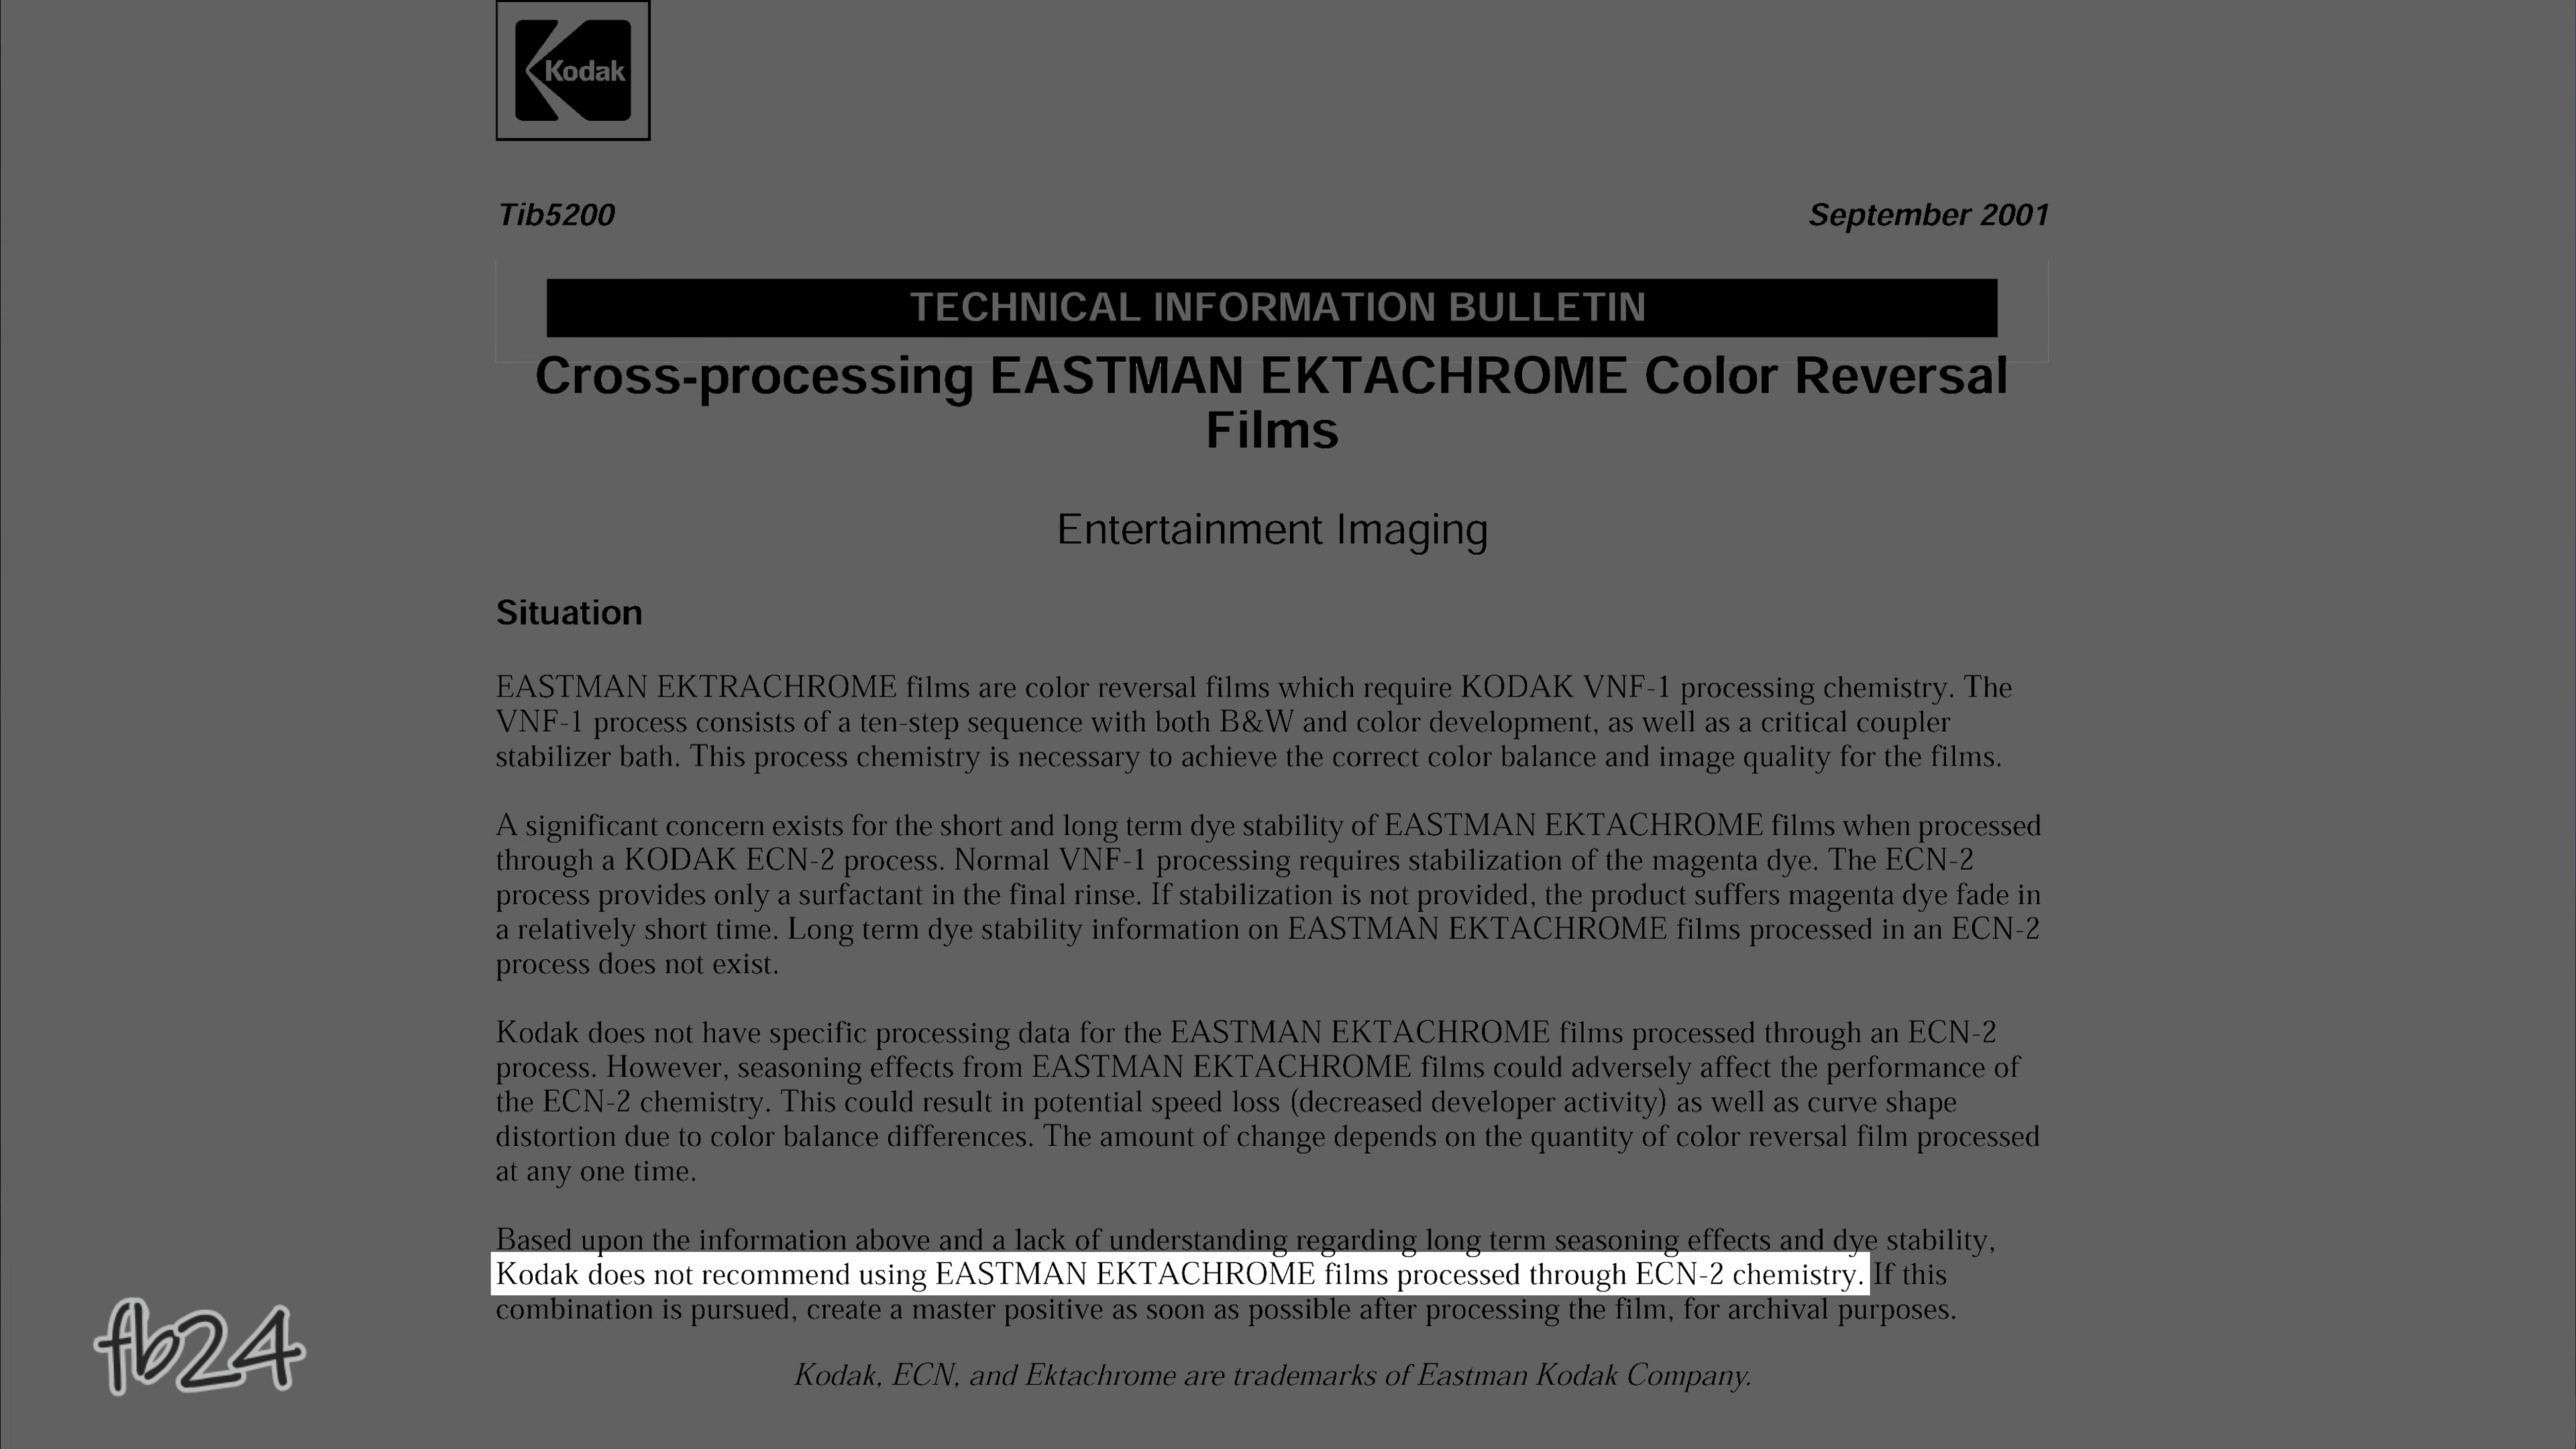 Kodak
Tib5200
September 2001
TECHNICAL INFORMATION BULLETIN
Cross-processing EASTMAN EKTACHROME Color Reversal
Films
Entertainment Imaging
Situation
EASTMAN EKTRACHROME films are color reversal films which require KODAK VNF-1 processing chemistry. The
VNF-1 process consists of a ten-step sequence with both B&W and color development, as well as a critical coupler
stabilizer bath. This process chemistry is necessary to achieve the correct color balance and image quality for the films.
A significant concern exists for the short and long term dye stability of EASTMAN EKTACHROME films when processed
through a KODAK ECN-2 process. Normal VNF-1 processing requires stabilization of the magenta dye. The ECN-2
process provides only a surfactant in the final rinse. If stabilization is not provided, the product suffers magenta dye fade in
a relatively short time. Long term dye stability information on EASTMAN EKTACHROME films processed in an ECN-2
process does not exist.
Kodak does not have specific processing data for the EASTMAN EKTACHROME films processed through an ECN-2
process. However, seasoning effects from EASTMAN EKTACHROME films could adversely affect the performance of
the ECN-2 chemistry. This could result in potential speed loss (decreased developer activity) as well as curve shape
distortion due to color balance differences. The amount of change depends on the quantity of color reversal film processed
at any one time.
Based upon the information above and a lack of understanding regarding long term seasoning effects and dye stability,
Kodak does not recommend using EASTMAN EKTACHROME films processed through ECN-2 chemistry. If this
combination is pursued, create a master positive as soon as possible after processing the film, for archival purposes.
Kodak, ECN, and Ektachrome are trademarks of Eastman Kodak Company.
fb24